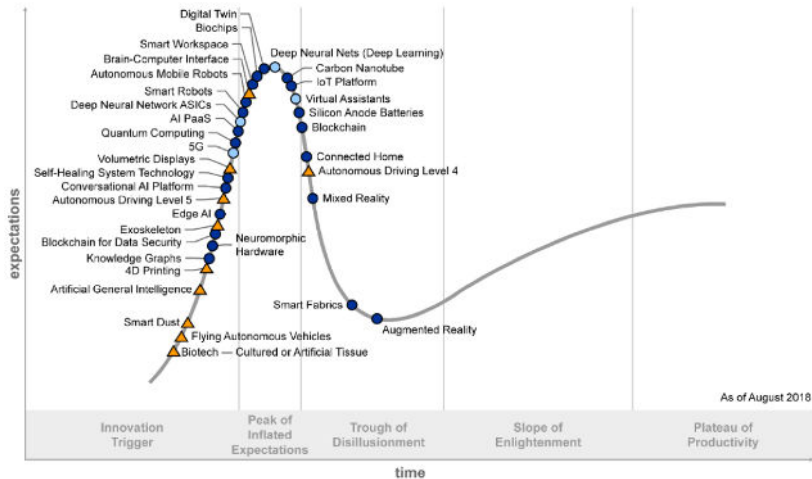 Digital Twin
Biochips
Smart Workspace
Brain-Computer Interface
Autonomous Mobile Robots
Smart Robots
Deep Neural Network ASICs
AI PaaS
Quantum Computing
5G
Volumetric Displays
Self-Healing System Technology
Conversational AI Platform
Autonomous Driving Level 5
Edge AI
Exoskeleton
Blockchain for Data Security
Neuromorphic
Hardware
Knowledge Graphs
4D Printing
Artificial General Intelligence
Smart Dust
Flying Autonomous Vehicles
Biotech — Cultured or Artificial Tissue
Deep Neural Nets (Deep Learning)
Carbon Nanotube
IoT Platform
Virtual Assistants
Silicon Anode Batteries
Blockchain
Connected Home
Autonomous Driving Level 4
Mixed Reality
Smart Fabrics
Augmented Reality
expectations
As of August 2018
Innovation
Trigger
Peak of
Inflated
Expectations
Trough of
Disillusionment
Slope of
Enlightenment
Plateau of
Productivity
time